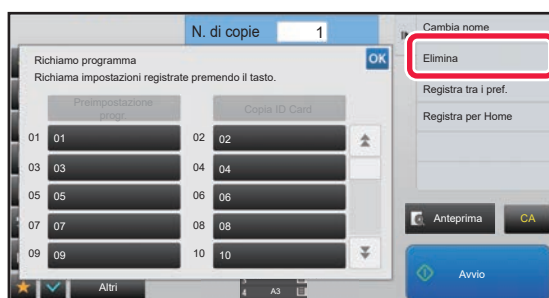 N. di copie 1
Cambia nome
Elimina
Registra tra i pref.
Registra per Home
Richiamo programma
OK
Richiama impostazioni registrate premendo il tasto.
Preimpostazione
progr.
Copia ID Card
01 01
02 02
03 03
04 04
05 05
06 06
07 07
08 08
09 09
10 10
Anteprima
CA
Avvio
Altri
4 A3